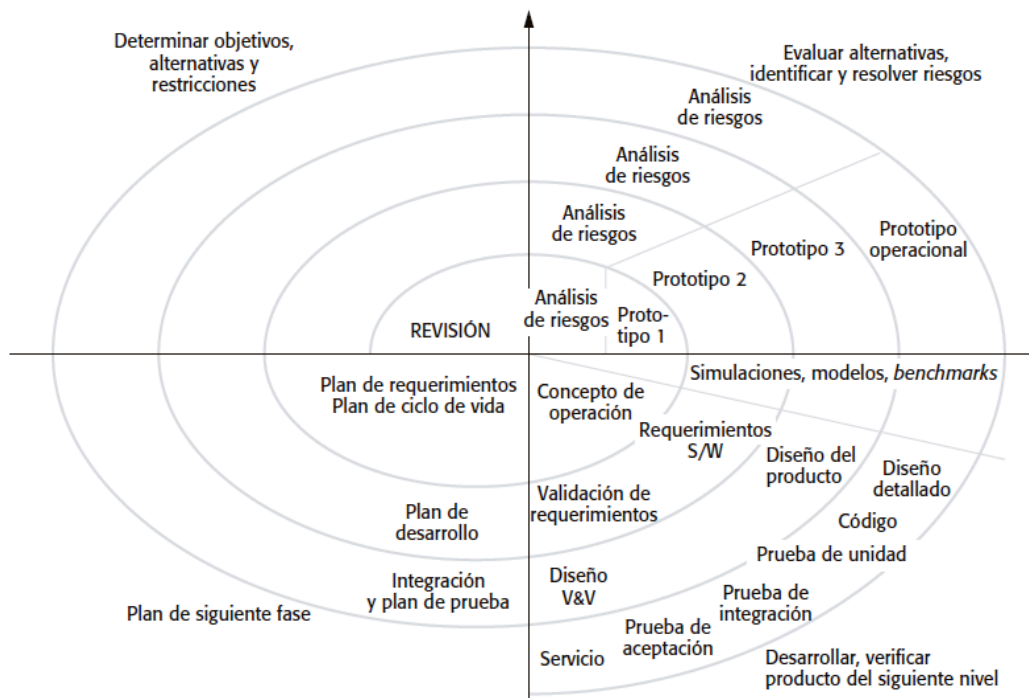 Determinar objetivos,
alternativas y
restricciones
Evaluar alternativas,
identificar y resolver riesgos
Análisis
de riesgos
Análisis
de riesgos
Análisis
de riesgos
Prototipo
operacional
Prototipo 3
Prototipo 2
Análisis
de riesgos
Proto-
tipo 1
REVISIÓN
Simulaciones, modelos, benchmarks
Plan de requerimientos
Plan de ciclo de vida
Concepto de
operación
Requerimientos
S/W
Diseño del
producto
Diseño
detallado
Plan de
desarrollo
Validación de
requerimientos
Código
Prueba de unidad
Integración
y plan de prueba
Diseño
V&V
Prueba de
integración
Plan de siguiente fase
Prueba de
aceptación
Servicio
Desarrollar, verificar
producto del siguiente nivel